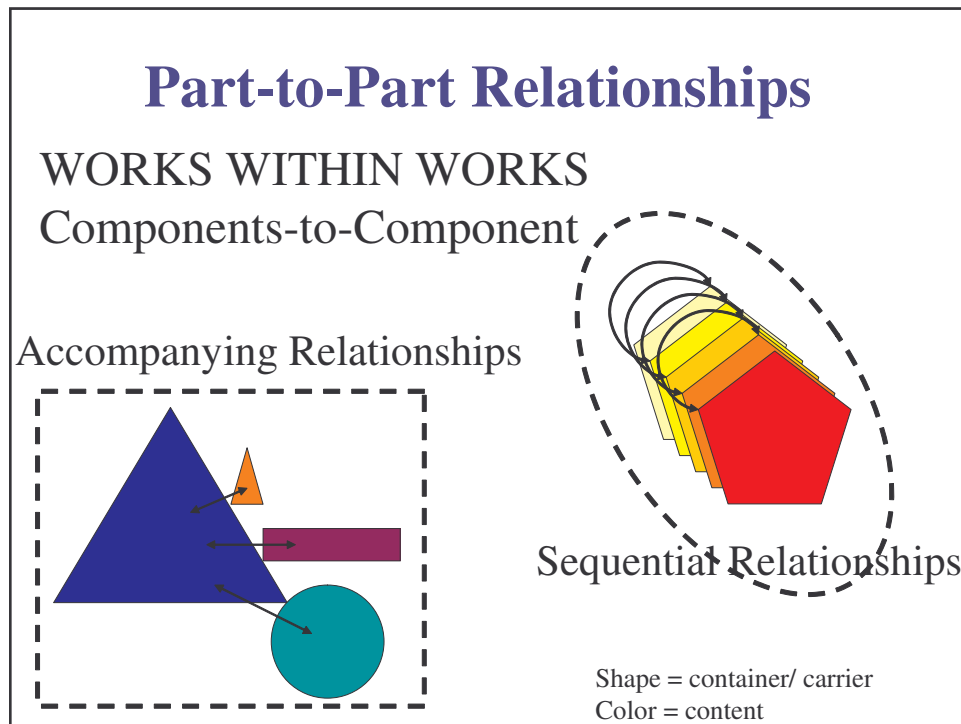 Part-to-Part Relationships
WORKS WITHIN WORKS
Components-to-Component
Accompanying Relationships
Sequential Relationships
Shape = container/ carrier
Color = content